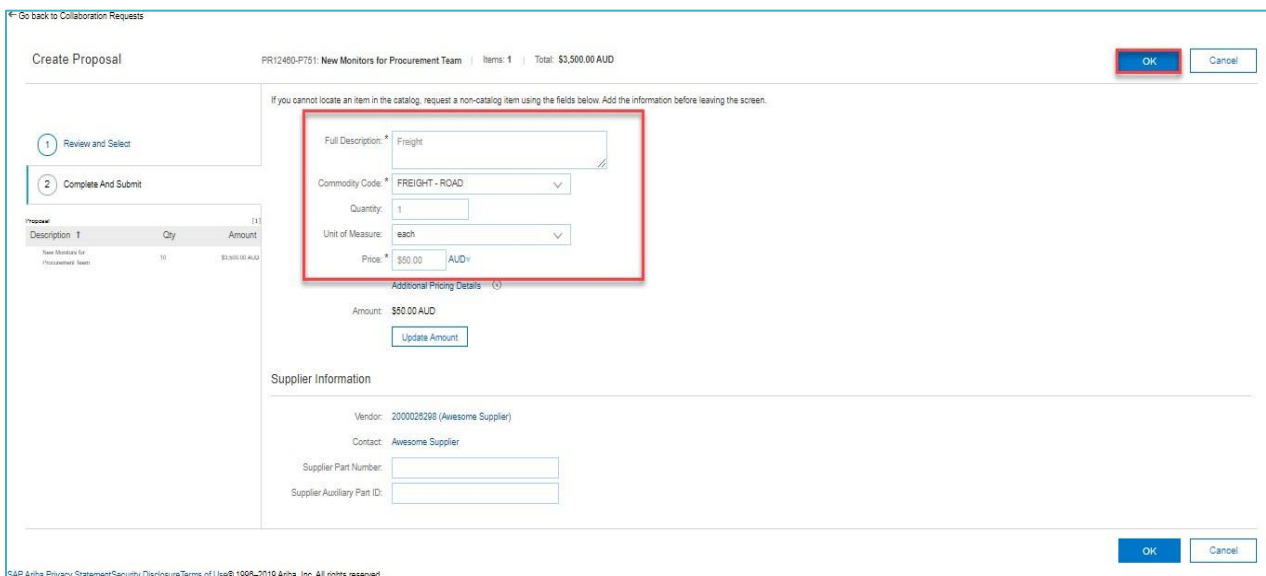 ← Go back to Collaboration Requests
Create Proposal
PR12460-P751: New Monitors for Procurement Team | Items: 1 | Total: $3,500.00 AUD
OK
Cancel
If you cannot locate an item in the catalog, request a non-catalog item using the fields below. Add the information before leaving the screen.
1 Review and Select
2 Complete And Submit
Proposal [1]
Description ↑ Qty Amount
New Monitors for
Procurement Team 10 $3,500.00 AUD
Full Description: * Freight
Commodity Code: * FREIGHT - ROAD
Quantity: 1
Unit of Measure: each
Price: * $50.00 AUD
Additional Pricing Details
Amount: $50.00 AUD
Update Amount
Supplier Information
Vendor: 2000026298 (Awesome Supplier)
Contact: Awesome Supplier
Supplier Part Number:
Supplier Auxiliary Part ID:
OK
Cancel
SAP Ariba Privacy StatementSecurity DisclosureTerms of Use© 1996–2019 Ariba, Inc. All rights reserved.